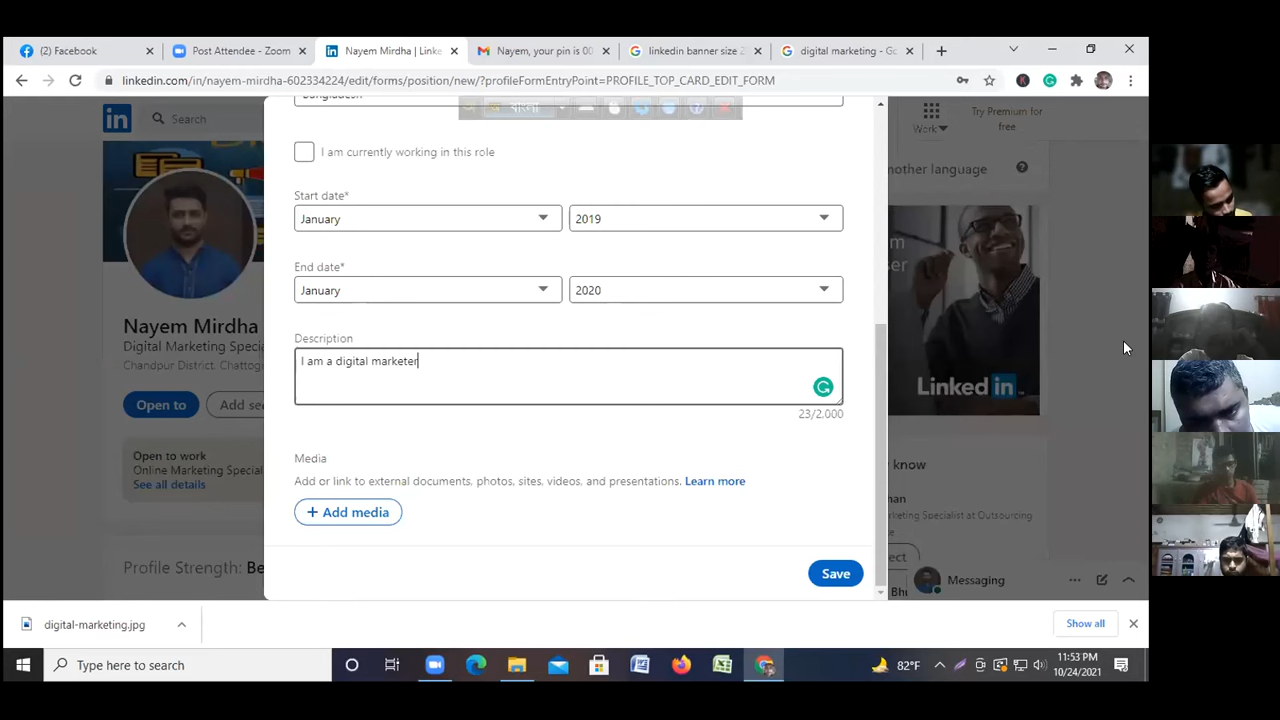 (2) Facebook
Post Attendee - Zoom
Nayem Mirdha | Linke
Nayem, your pin is 00
linkedin banner size
digital marketing - Go
linkedin.com/in/nayem-mirdha-602334224/edit/forms/position/new/?profileFormEntryPoint=PROFILE_TOP_CARD_EDIT_FORM
Bangladesh
বাংলা
Search
Work
Try Premium for
free
I am currently working in this role
nother language
Start date*
January
2019
End date*
January
2020
Description
I am a digital marketer
23/2,000
Nayem Mirdha
Digital Marketing Speci
Chandpur District, Chattog
Open to
Add se
Open to work
Online Marketing Special
See all details
Linked in
Media
Add or link to external documents, photos, sites, videos, and presentations. Learn more
+ Add media
Save
Profile Strength: Be
know
arketing Specialist at Outsourcing
Messaging
Bhi
digital-marketing.jpg
Show all
Type here to search
82°F
11:53 PM
10/24/2021